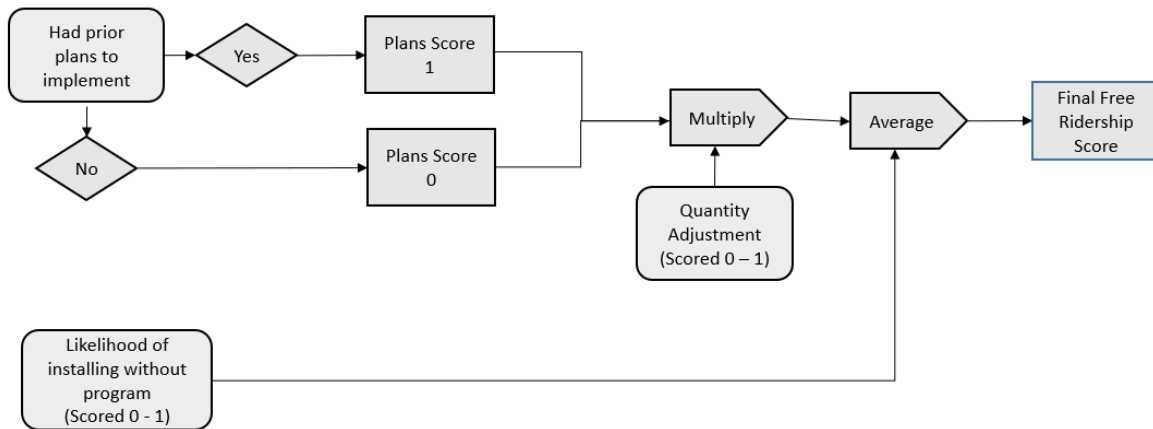 Had prior
plans to
implement
Yes
Plans Score
1
No
Plans Score
0
Multiply
Quantity
Adjustment
(Scored 0 – 1)
Average
Final Free
Ridership
Score
Likelihood of
installing without
program
(Scored 0 - 1)